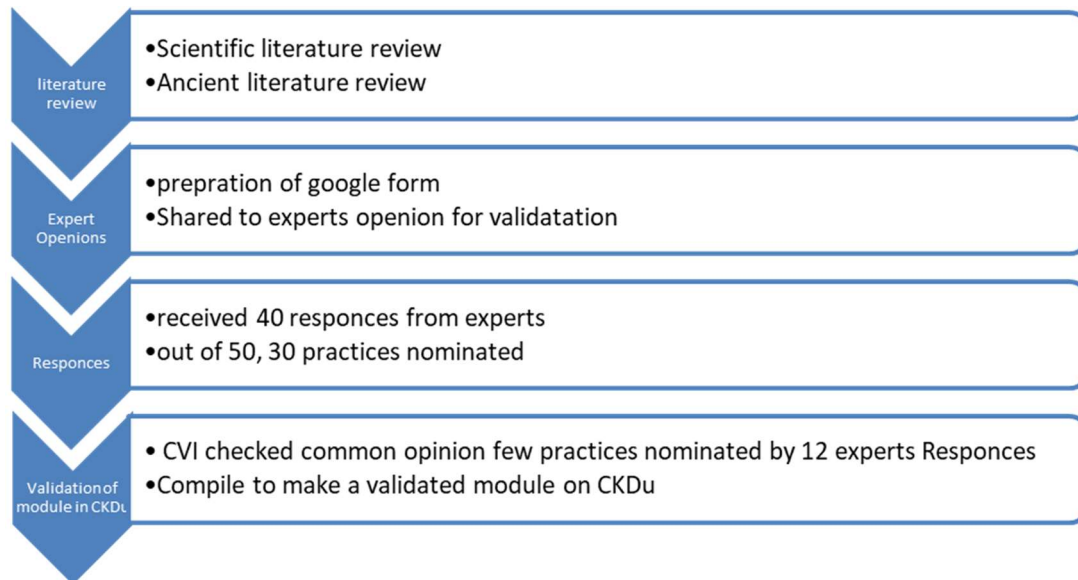 literature
review
•Scientific literature review
•Ancient literature review
Expert
Openions
•prepration of google form
•Shared to experts openion for validatation
Responces
•received 40 responces from experts
•out of 50, 30 practices nominated
Validation of
module in CKDu
• CVI checked common opinion few practices nominated by 12 experts Responces
•Compile to make a validated module on CKDu